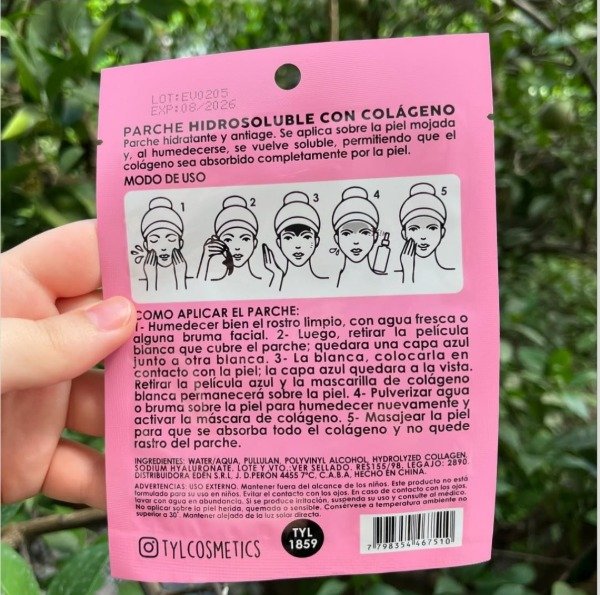 LOT:EV0205
EXP:08/2026
PARCHE HIDROSOLUBLE CON COLÁGENO
Parche hidratante y antiage. Se aplica sobre la piel mojada
y, al humedecerse, se vuelve soluble, permitiendo que el
colágeno sea absorbido completamente por la piel.
MODO DE USO
1 2 3 4 5
COMO APLICAR EL PARCHE:
1- Humedecer bien el rostro limpio, con agua fresca o
alguna bruma facial. 2- Luego, retirar la película
blanca que cubre el parche; quedara una capa azul
junto a otra blanca. 3- La blanca, colocarla en
contacto con la piel; la capa azul quedara a la vista.
Retirar la película azul y la mascarilla de colágeno
blanca permanecerá sobre la piel. 4- Pulverizar agua
o bruma sobre la piel para humedecer nuevamente y
activar la máscara de colágeno. 5- Masajear la piel
para que se absorba todo el colágeno y no quede
rastro del parche.
INGREDIENTES: WATER/AQUA, PULLULAN, POLYVINYL ALCOHOL, HYDROLYZED COLLAGEN,
SODIUM HYALURONATE. LOTE Y VTO.:VER SELLADO. RES155/98, LEGAJO: 2890.
DISTRIBUIDORA EDEN S.R.L. J. D.PERON 4455 7°C, C.A.B.A. HECHO EN CHINA.
ADVERTENCIAS: USO EXTERNO. Mantener fuera del alcance de los niños. Este producto no está
formulado para su uso en niños. Evitar el contacto con los ojos. En caso de contacto con los ojos,
lavar con agua en abundancia. Si se produce irritación, suspenda su uso y consulte al médico.
No aplicar sobre la piel herida, quemada o sensible. Consérvese a temperatura ambiente no
superior a 30°. Mantener alejado de la luz solar directa.
TYLCOSMETICS
TYL
1859
7 798354 467510